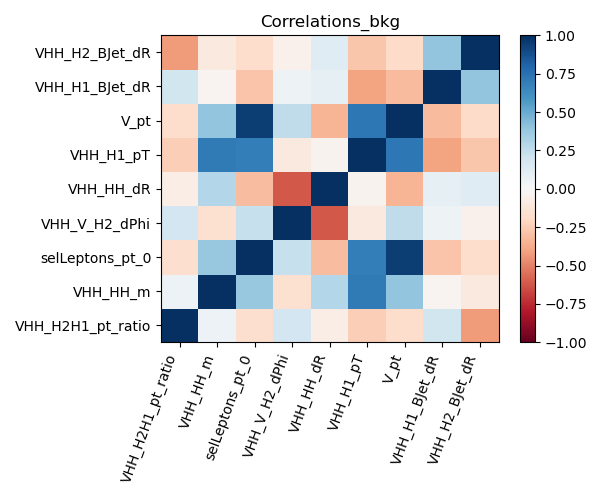 Correlations_bkg
VHH_H2_BJet_dR
VHH_H1_BJet_dR
V_pt
VHH_H1_pT
VHH_HH_dR
VHH_V_H2_dPhi
selLeptons_pt_0
VHH_HH_m
VHH_H2H1_pt_ratio
VHH_H2H1_pt_ratio
VHH_HH_m
selLeptons_pt_0
VHH_V_H2_dPhi
VHH_HH_dR
VHH_H1_pT
V_pt
VHH_H1_BJet_dR
VHH_H2_BJet_dR
1.00
0.75
0.50
0.25
0.00
−0.25
−0.50
−0.75
−1.00